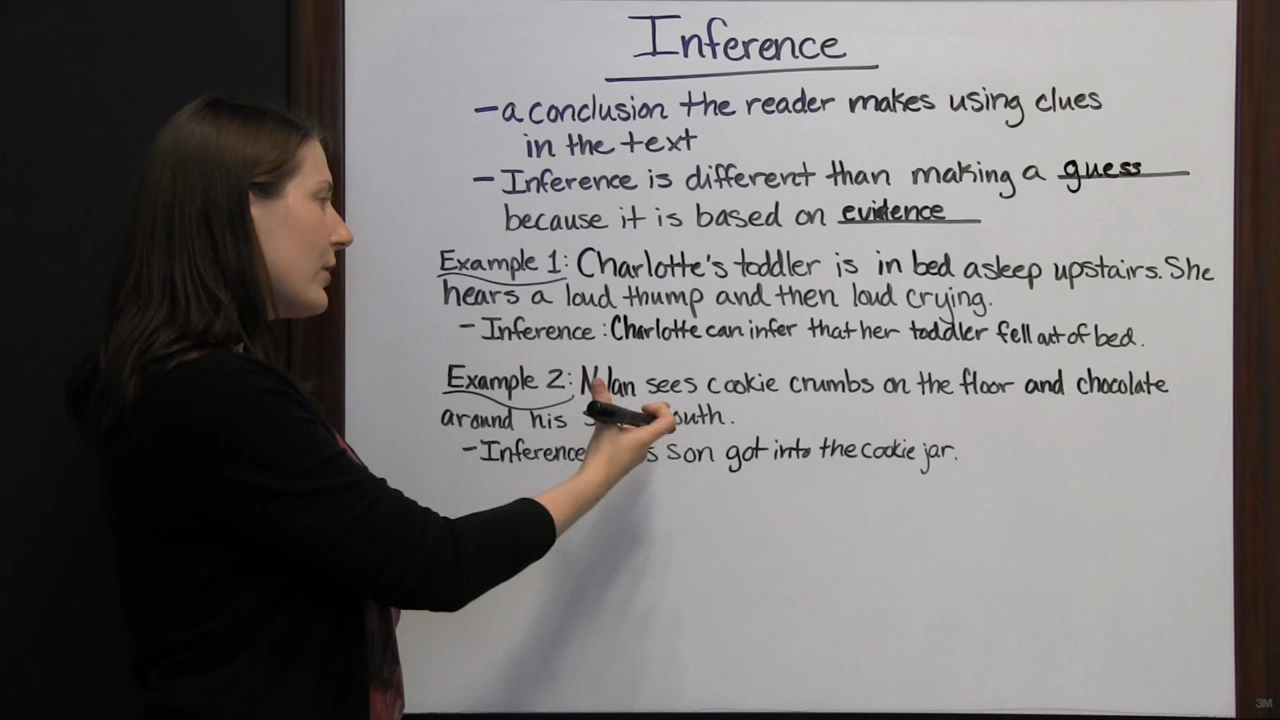 Inference
- a conclusion the reader makes using clues
in the text
- Inference is different than making a guess
because it is based on evidence
Example 1: Charlotte's toddler is in bed asleep upstairs. She
hears a loud thump and then loud crying.
- Inference: Charlotte can infer that her toddler fell out of bed.
Example 2: sees cookie crumbs on the floor and chocolate
around his
- Inference son got into the cookie jar.
3M